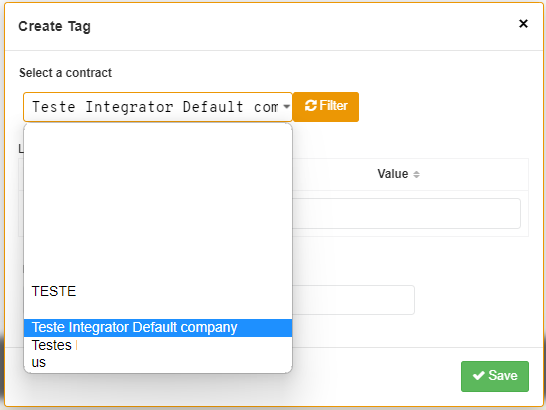 Create Tag
×
Select a contract
Teste Integrator Default com
Filter
L
Value
TESTE
Teste Integrator Default company
Testes
us
Save